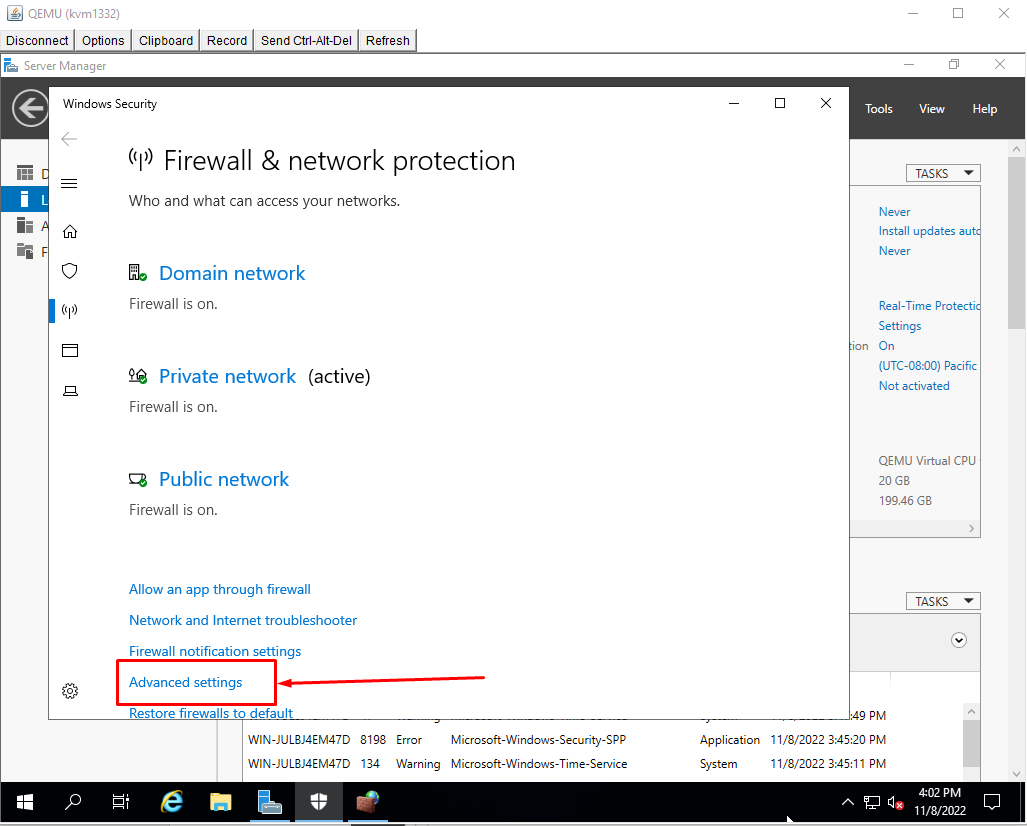 QEMU (kvm1332)
Disconnect Options Clipboard Record Send Ctrl-Alt-Del Refresh
Server Manager
Windows Security
Tools View Help
Firewall & network protection
Who and what can access your networks.
Domain network
Firewall is on.
Private network (active)
Firewall is on.
Public network
Firewall is on.
Allow an app through firewall
Network and Internet troubleshooter
Firewall notification settings
Advanced settings
Restore firewalls to default
TASKS
Never
Install updates auto
Never
Real-Time Protectio
Settings
tion On
(UTC-08:00) Pacific
Not activated
QEMU Virtual CPU
20 GB
199.46 GB
TASKS
WIN-JULBJ4EM47D 8198 Error Microsoft-Windows-Security-SPP Application 11/8/2022 3:45:20 PM
WIN-JULBJ4EM47D 134 Warning Microsoft-Windows-Time-Service System 11/8/2022 3:45:11 PM
4:02 PM
11/8/2022